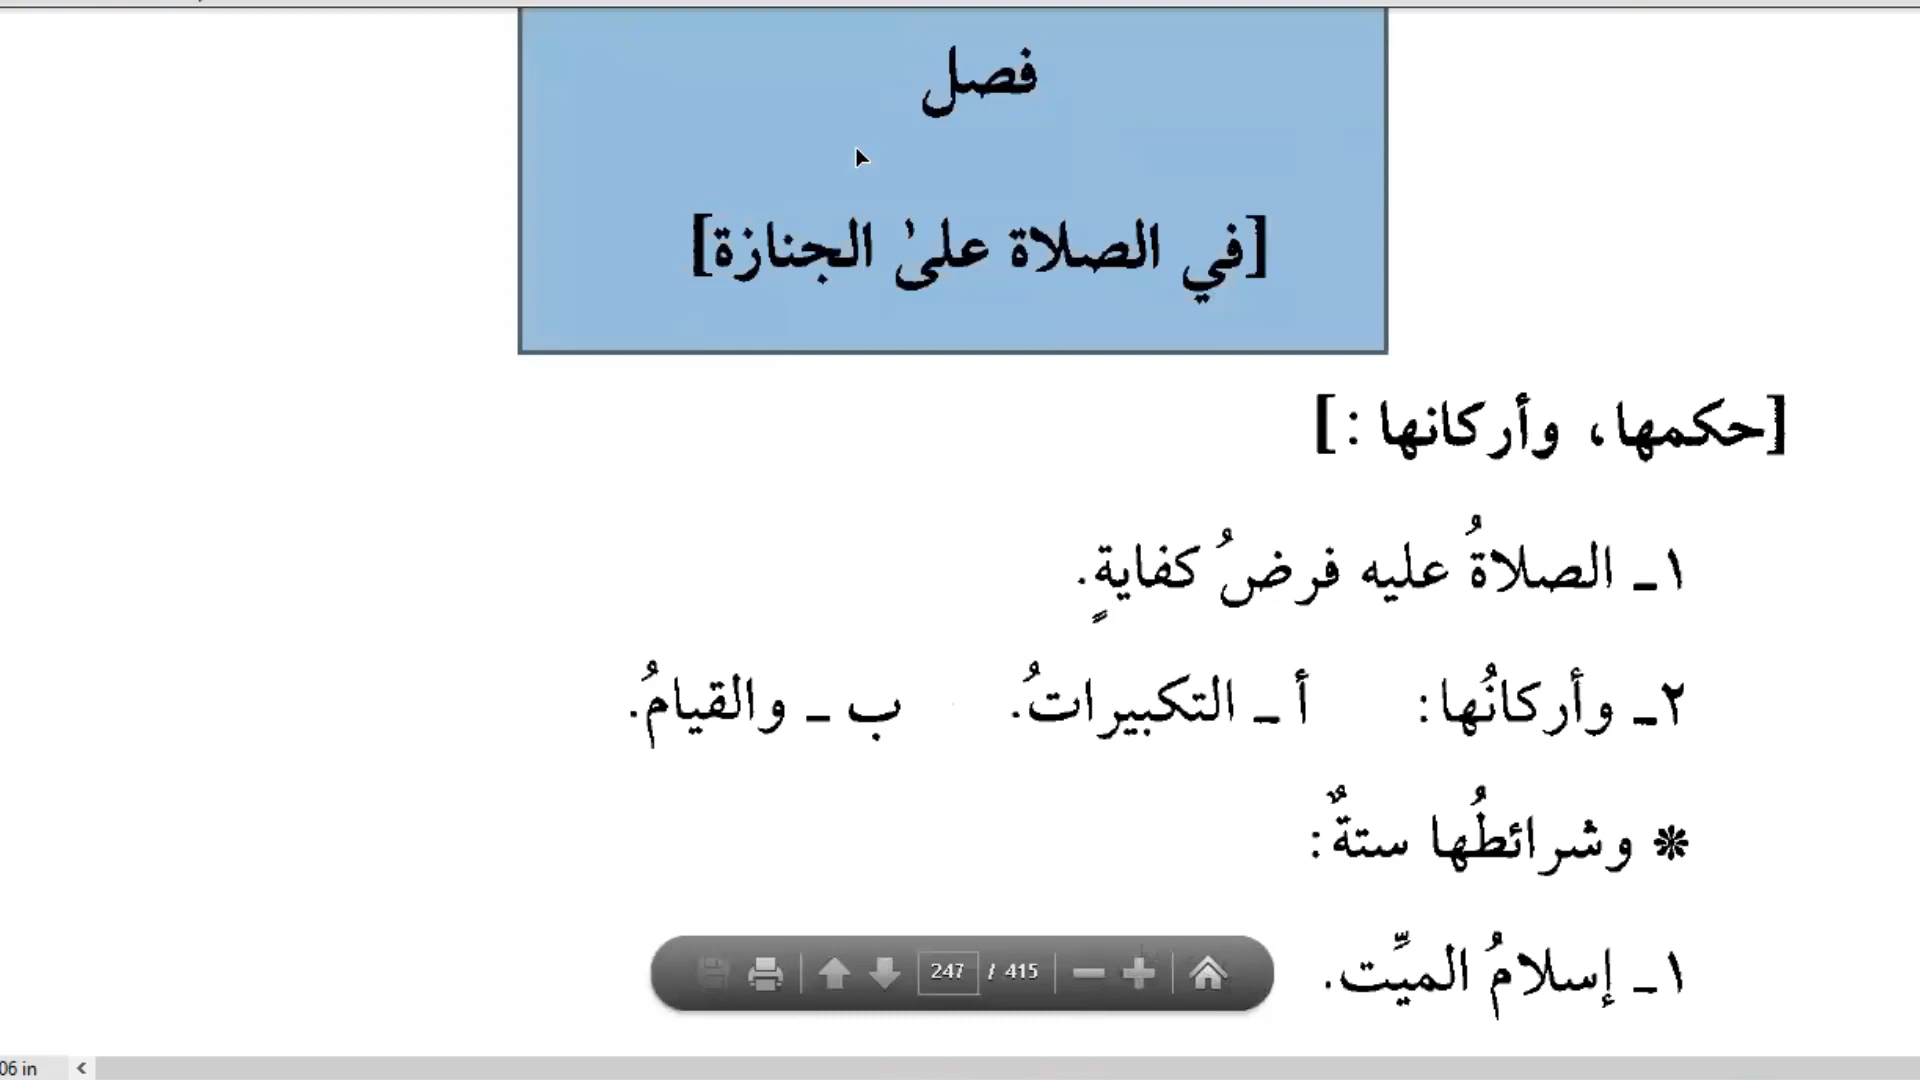 فصل
[في الصلاة علىٰ الجنازة]
[حكمها، وأركانها :]
١ـ الصلاةُ عليه فرضُ كفايةٍ.
٢ـ وأركانُها: أ ـ التكبيراتُ. ب ـ والقيامُ.
* وشرائطُها ستةٌ:
١ـ إسلامُ الميِّت.
247 / 415
06 in